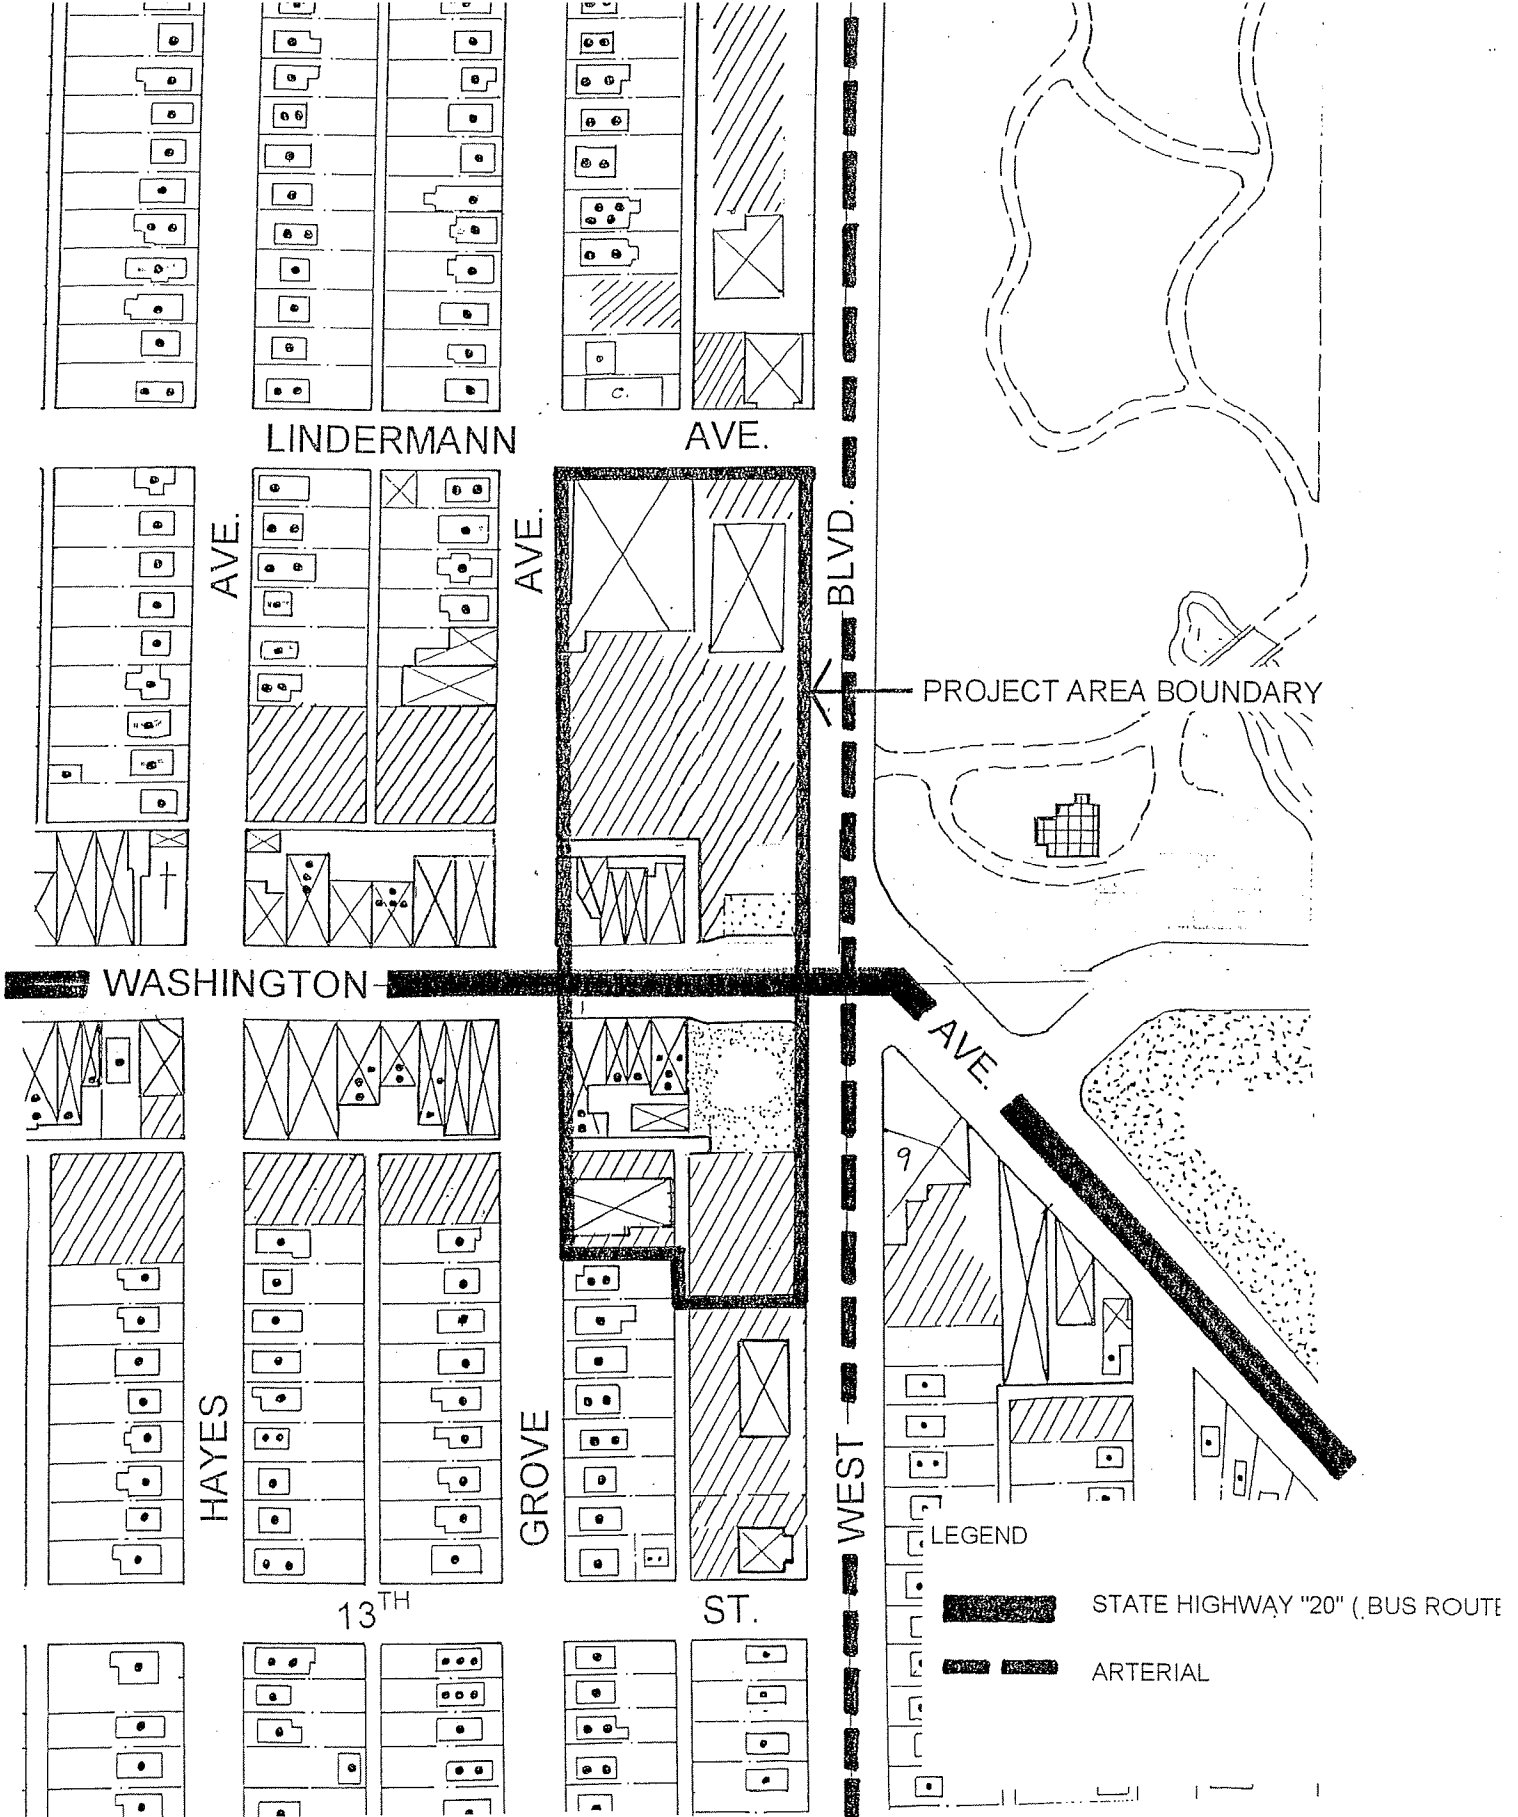 LINDERMANN AVE.
AVE.
AVE.
BLVD.
PROJECT AREA BOUNDARY
WASHINGTON
AVE.
9
C.
HAYES
GROVE
WEST
LEGEND
STATE HIGHWAY "20" ( BUS ROUTE
ARTERIAL
13TH ST.